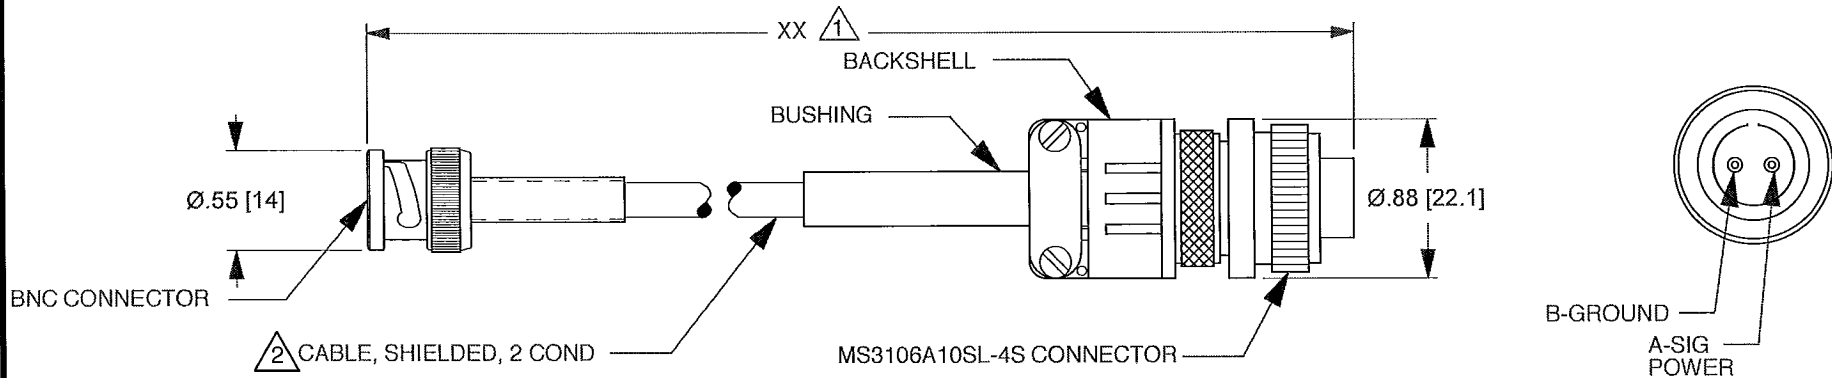 XX 1
BACKSHELL
BUSHING
Ø.55 [14]
Ø.88 [22.1]
BNC CONNECTOR
2 CABLE, SHIELDED, 2 COND
MS3106A10SL-4S CONNECTOR
B-GROUND
A-SIG
POWER